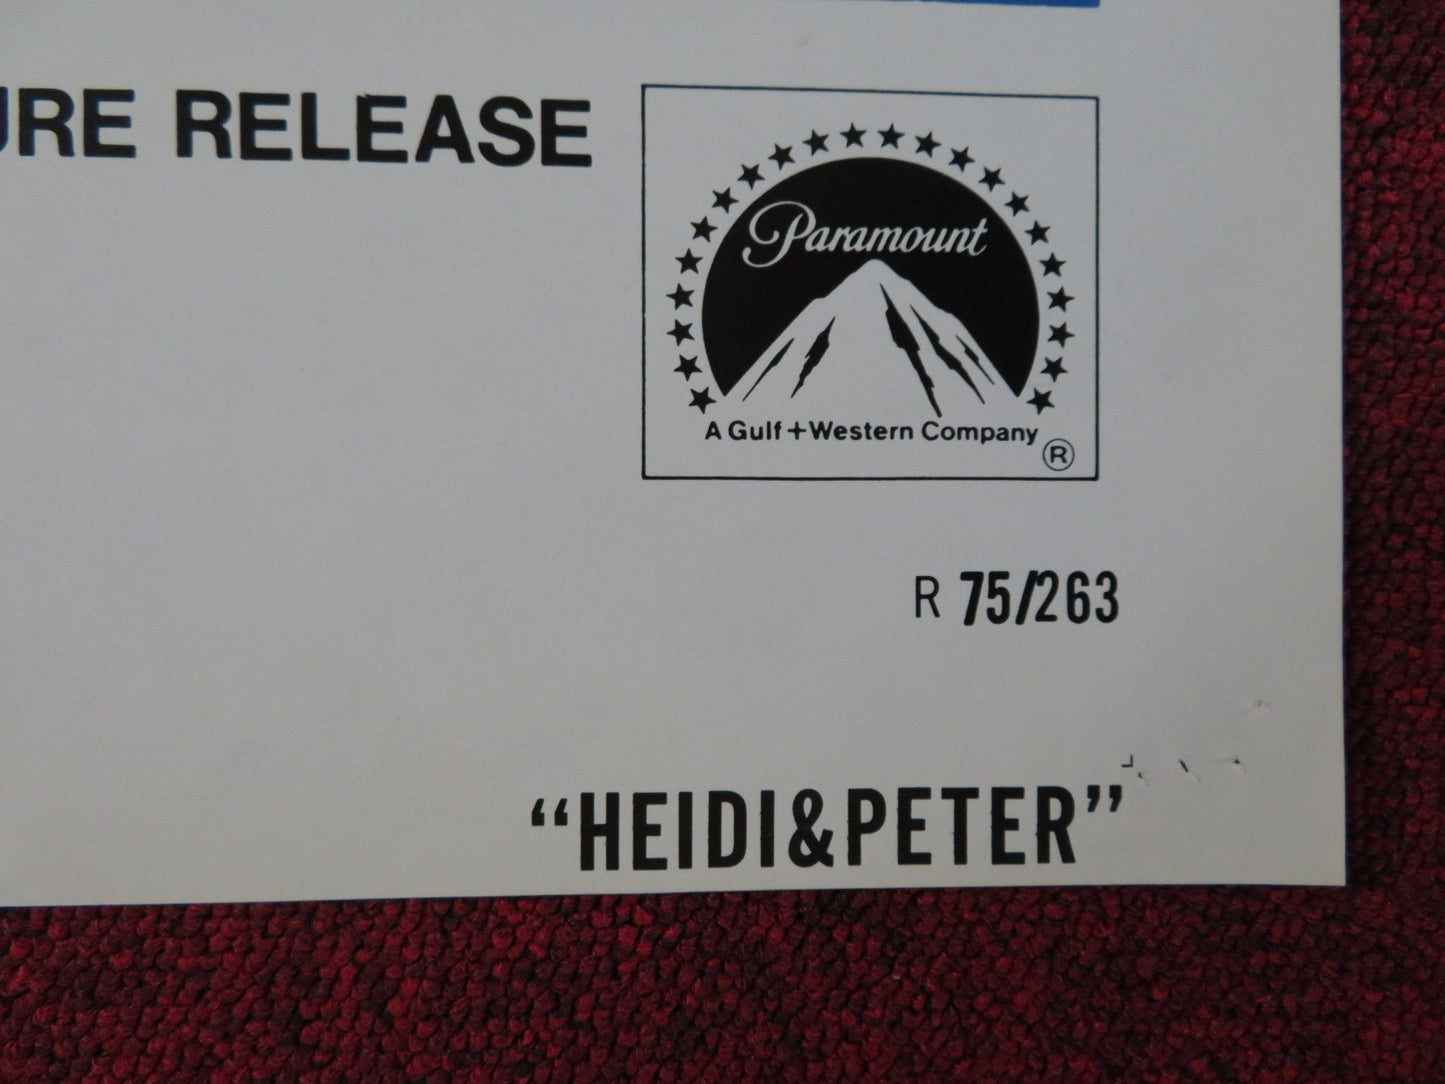 URE RELEASE
Paramount
A Gulf+Western Company
®
R 75/263
“HEIDI&PETER”